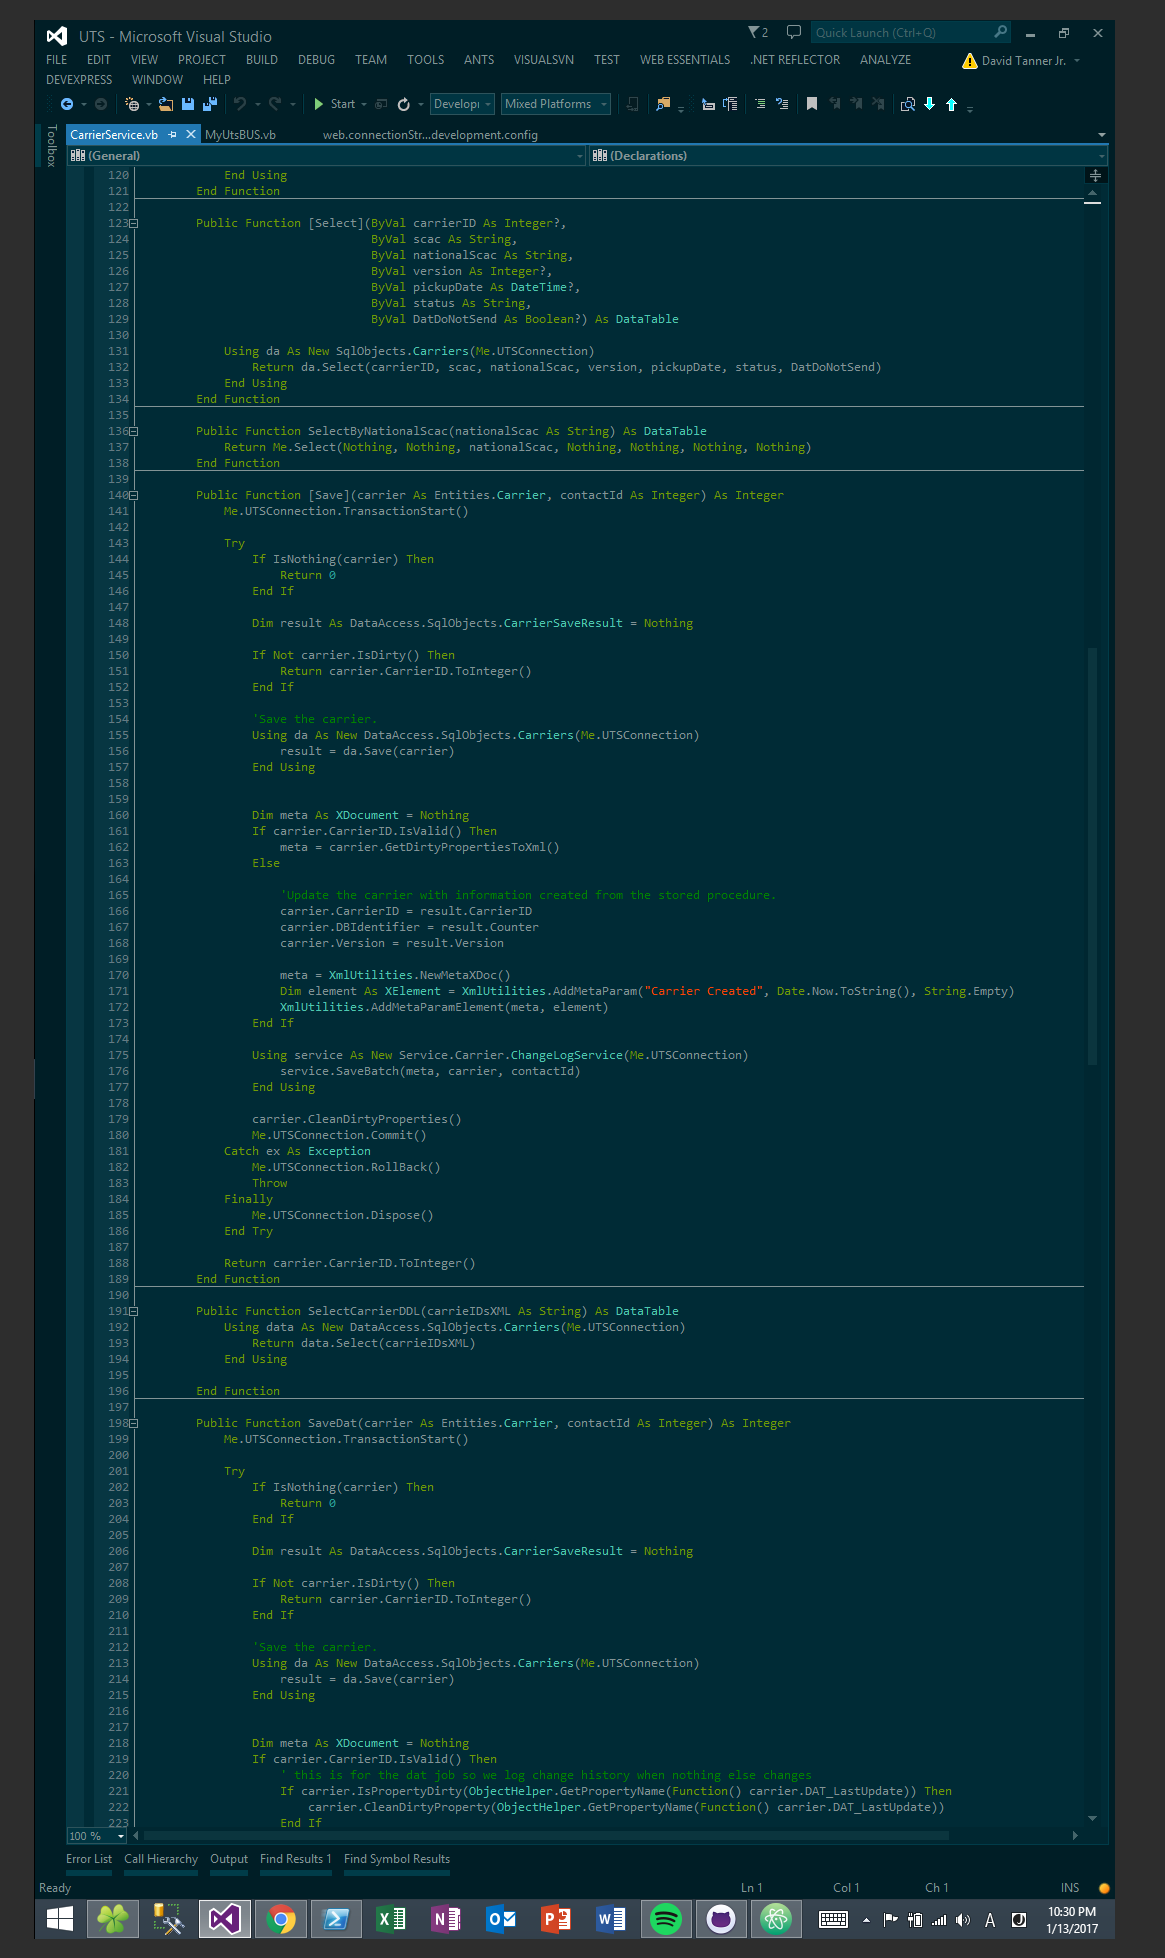 UTS - Microsoft Visual Studio
2
Quick Launch (Ctrl+Q)
FILE EDIT VIEW PROJECT BUILD DEBUG TEAM TOOLS ANTS VISUALSVN TEST WEB ESSENTIALS .NET REFLECTOR ANALYZE David Tanner Jr.
DEVEXPRESS WINDOW HELP
Start Developı Mixed Platforms
Toolbox
CarrierService.vb MyUtsBUS.vb web.connectionStr...development.config
(General) (Declarations)
120 End Using
121 End Function
122
123 Public Function [Select](ByVal carrierID As Integer?,
124 ByVal scac As String,
125 ByVal nationalScac As String,
126 ByVal version As Integer?,
127 ByVal pickupDate As DateTime?,
128 ByVal status As String,
129 ByVal DatDoNotSend As Boolean?) As DataTable
130
131 Using da As New SqlObjects.Carriers(Me.UTSConnection)
132 Return da.Select(carrierID, scac, nationalScac, version, pickupDate, status, DatDoNotSend)
133 End Using
134 End Function
135
136 Public Function SelectByNationalScac(nationalScac As String) As DataTable
137 Return Me.Select(Nothing, Nothing, nationalScac, Nothing, Nothing, Nothing, Nothing)
138 End Function
139
140 Public Function [Save](carrier As Entities.Carrier, contactId As Integer) As Integer
141 Me.UTSConnection.TransactionStart()
142
143 Try
144 If IsNothing(carrier) Then
145 Return 0
146 End If
147
148 Dim result As DataAccess.SqlObjects.CarrierSaveResult = Nothing
149
150 If Not carrier.IsDirty() Then
151 Return carrier.CarrierID.ToInteger()
152 End If
153
154 'Save the carrier.
155 Using da As New DataAccess.SqlObjects.Carriers(Me.UTSConnection)
156 result = da.Save(carrier)
157 End Using
158
159
160 Dim meta As XDocument = Nothing
161 If carrier.CarrierID.IsValid() Then
162 meta = carrier.GetDirtyPropertiesToXml()
163 Else
164
165 'Update the carrier with information created from the stored procedure.
166 carrier.CarrierID = result.CarrierID
167 carrier.DBIdentifier = result.Counter
168 carrier.Version = result.Version
169
170 meta = XmlUtilities.NewMetaXDoc()
171 Dim element As XElement = XmlUtilities.AddMetaParam("Carrier Created", Date.Now.ToString(), String.Empty)
172 XmlUtilities.AddMetaParamElement(meta, element)
173 End If
174
175 Using service As New Service.Carrier.ChangeLogService(Me.UTSConnection)
176 service.SaveBatch(meta, carrier, contactId)
177 End Using
178
179 carrier.CleanDirtyProperties()
180 Me.UTSConnection.Commit()
181 Catch ex As Exception
182 Me.UTSConnection.RollBack()
183 Throw
184 Finally
185 Me.UTSConnection.Dispose()
186 End Try
187
188 Return carrier.CarrierID.ToInteger()
189 End Function
190
191 Public Function SelectCarrierDDL(carrieIDsXML As String) As DataTable
192 Using data As New DataAccess.SqlObjects.Carriers(Me.UTSConnection)
193 Return data.Select(carrieIDsXML)
194 End Using
195
196 End Function
197
198 Public Function SaveDat(carrier As Entities.Carrier, contactId As Integer) As Integer
199 Me.UTSConnection.TransactionStart()
200
201 Try
202 If IsNothing(carrier) Then
203 Return 0
204 End If
205
206 Dim result As DataAccess.SqlObjects.CarrierSaveResult = Nothing
207
208 If Not carrier.IsDirty() Then
209 Return carrier.CarrierID.ToInteger()
210 End If
211
212 'Save the carrier.
213 Using da As New DataAccess.SqlObjects.Carriers(Me.UTSConnection)
214 result = da.Save(carrier)
215 End Using
216
217
218 Dim meta As XDocument = Nothing
219 If carrier.CarrierID.IsValid() Then
220 ' this is for the dat job so we log change history when nothing else changes
221 If carrier.IsPropertyDirty(ObjectHelper.GetPropertyName(Function() carrier.DAT_LastUpdate)) Then
222 carrier.CleanDirtyProperty(ObjectHelper.GetPropertyName(Function() carrier.DAT_LastUpdate))
223 End If
100 %
Error List Call Hierarchy Output Find Results 1 Find Symbol Results
Ready Ln 1 Col 1 Ch 1 INS
10:30 PM
1/13/2017